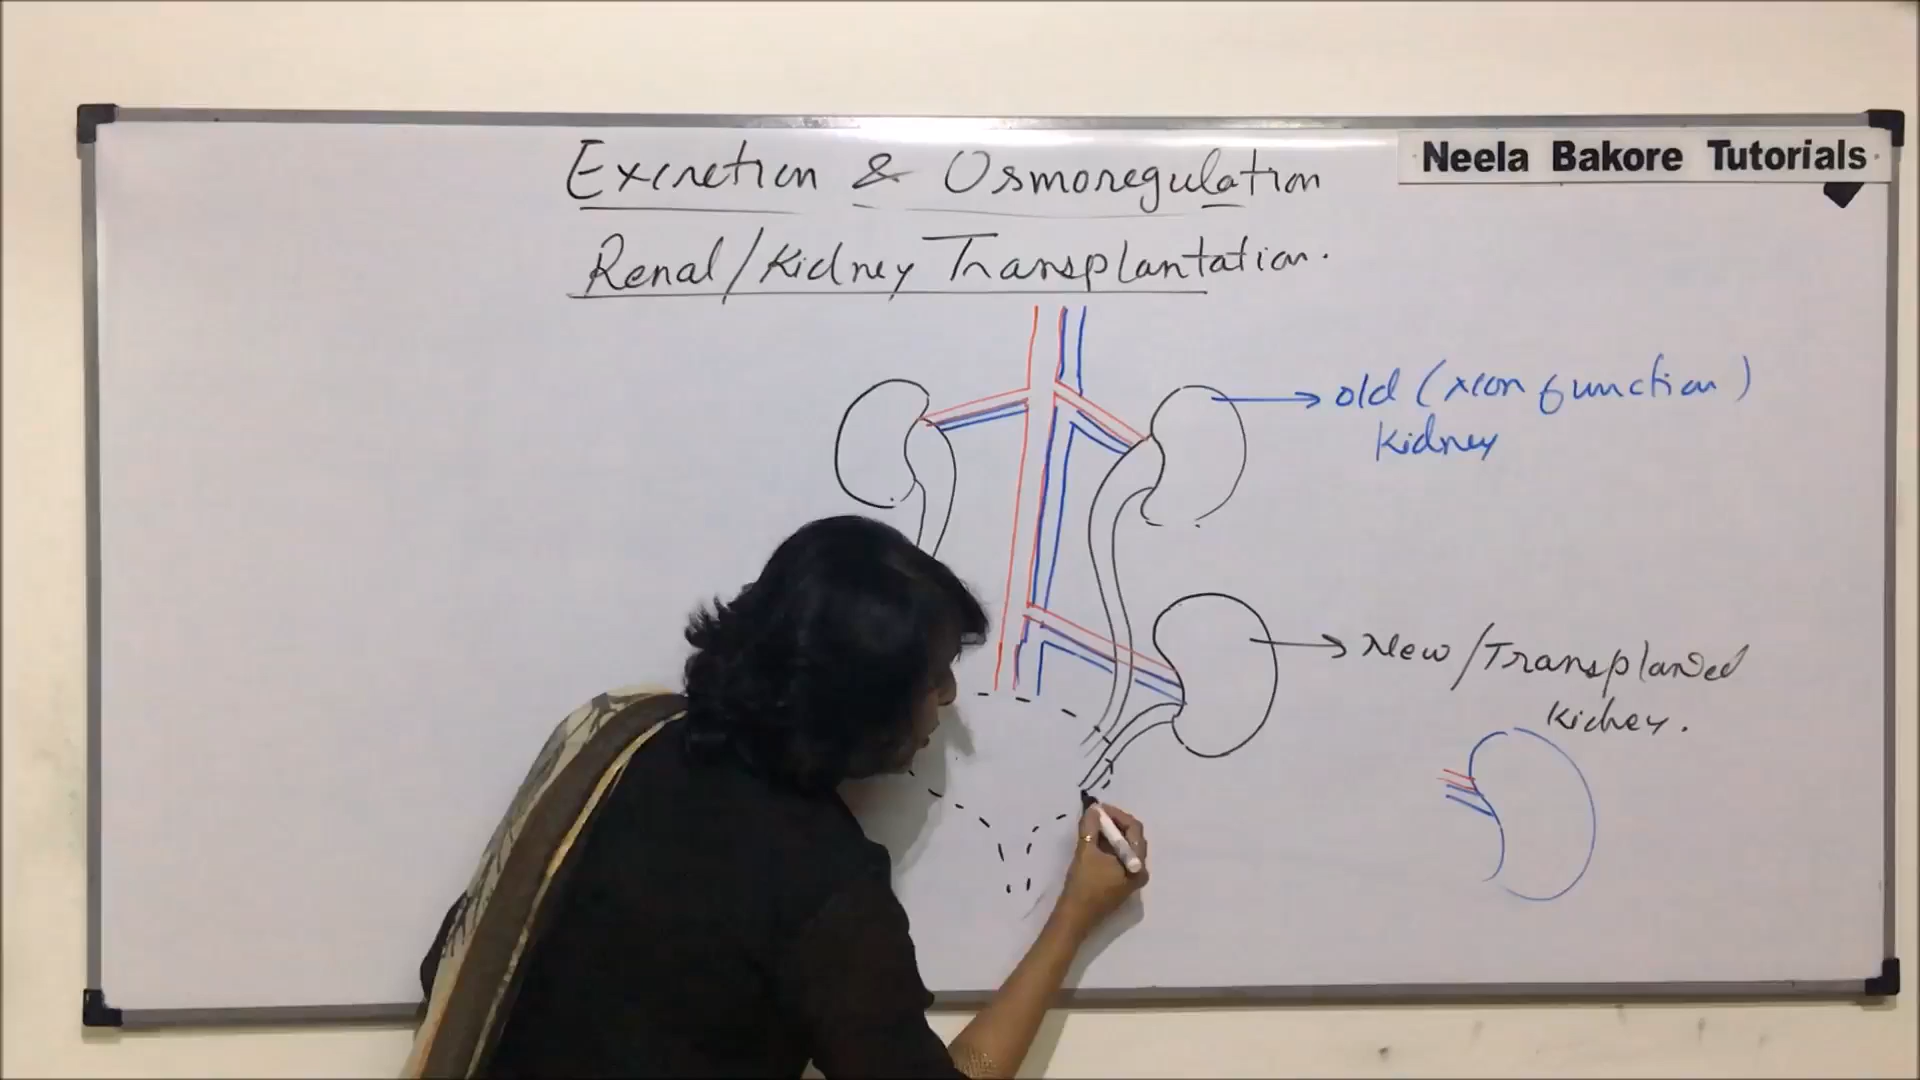 Neela Bakore Tutorials
Excretion & Osmoregulation
Renal/Kidney Transplantation.
old (non function)
kidney
New/Transplanted
Kidney.